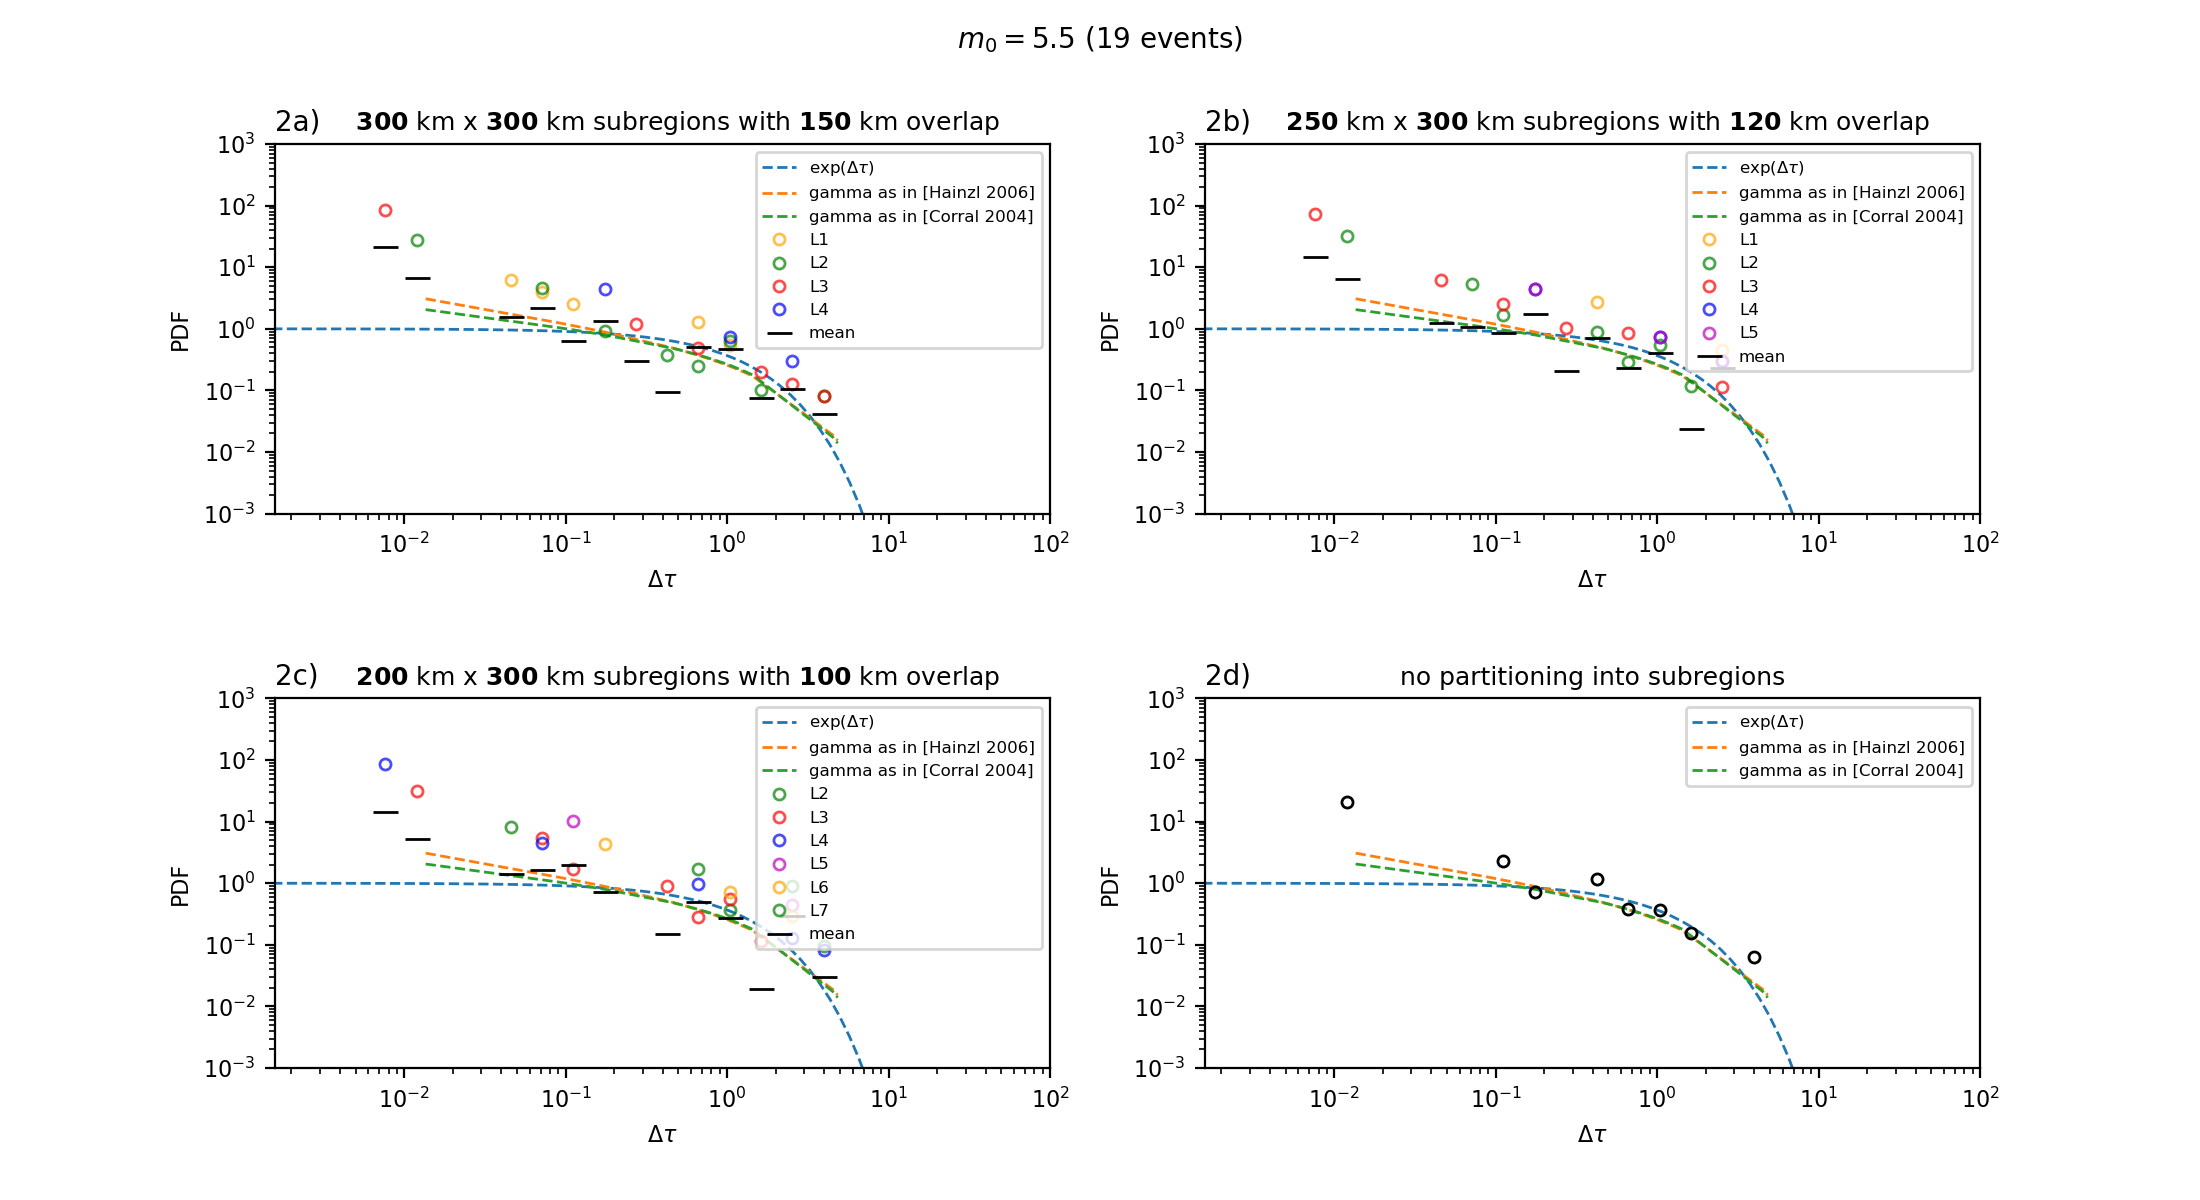 m₀ = 5.5 (19 events)
2a) 300 km x 300 km subregions with 150 km overlap
10³
10²
10¹
10⁰
10⁻¹
10⁻²
10⁻³
PDF
exp(Δτ)
gamma as in [Hainzl 2006]
gamma as in [Corral 2004]
L1
L2
L3
L4
mean
10⁻² 10⁻¹ 10⁰ 10¹ 10²
Δτ
2b) 250 km x 300 km subregions with 120 km overlap
10³
10²
10¹
10⁰
10⁻¹
10⁻²
10⁻³
PDF
exp(Δτ)
gamma as in [Hainzl 2006]
gamma as in [Corral 2004]
L1
L2
L3
L4
L5
mean
10⁻² 10⁻¹ 10⁰ 10¹ 10²
Δτ
2c) 200 km x 300 km subregions with 100 km overlap
10³
10²
10¹
10⁰
10⁻¹
10⁻²
10⁻³
PDF
exp(Δτ)
gamma as in [Hainzl 2006]
gamma as in [Corral 2004]
L2
L3
L4
L5
L6
L7
mean
10⁻² 10⁻¹ 10⁰ 10¹ 10²
Δτ
2d) no partitioning into subregions
10³
10²
10¹
10⁰
10⁻¹
10⁻²
10⁻³
PDF
exp(Δτ)
gamma as in [Hainzl 2006]
gamma as in [Corral 2004]
10⁻² 10⁻¹ 10⁰ 10¹ 10²
Δτ